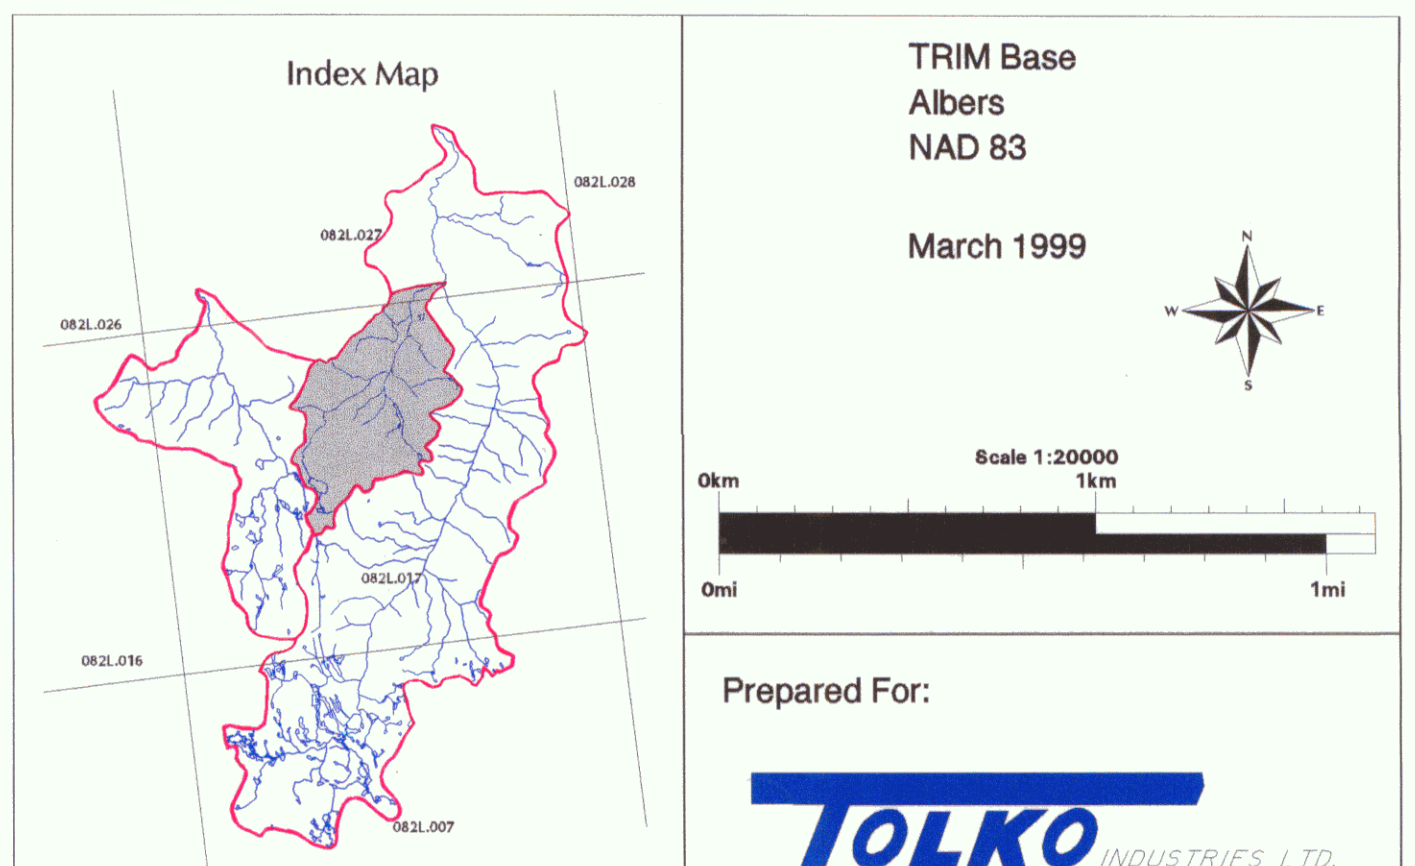 Index Map
082L.028
082L.027
082L.026
082L.017
082L.016
082L.007
TRIM Base
Albers
NAD 83
March 1999
N
W E
S
Scale 1:20000
0km 1km
0mi 1mi
Prepared For:
TOLKO INDUSTRIES LTD.